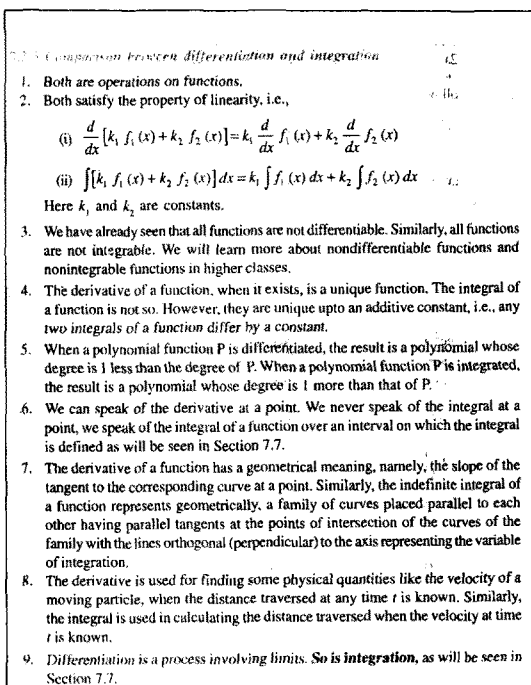 Comparison between differentiation and integration
1. Both are operations on functions.
2. Both satisfy the property of linearity, i.e.,
(i) d/dx [k₁ f₁ (x) + k₂ f₂ (x)] = k₁ d/dx f₁ (x) + k₂ d/dx f₂ (x)
(ii) ∫[k₁ f₁ (x) + k₂ f₂ (x)] dx = k₁ ∫ f₁ (x) dx + k₂ ∫ f₂ (x) dx
Here k₁ and k₂ are constants.
3. We have already seen that all functions are not differentiable. Similarly, all functions
are not integrable. We will learn more about nondifferentiable functions and
nonintegrable functions in higher classes.
4. The derivative of a function, when it exists, is a unique function. The integral of
a function is not so. However, they are unique upto an additive constant, i.e., any
two integrals of a function differ by a constant.
5. When a polynomial function P is differentiated, the result is a polynomial whose
degree is 1 less than the degree of P. When a polynomial function P is integrated,
the result is a polynomial whose degree is 1 more than that of P.
6. We can speak of the derivative at a point. We never speak of the integral at a
point, we speak of the integral of a function over an interval on which the integral
is defined as will be seen in Section 7.7.
7. The derivative of a function has a geometrical meaning, namely, the slope of the
tangent to the corresponding curve at a point. Similarly, the indefinite integral of
a function represents geometrically, a family of curves placed parallel to each
other having parallel tangents at the points of intersection of the curves of the
family with the lines orthogonal (perpendicular) to the axis representing the variable
of integration.
8. The derivative is used for finding some physical quantities like the velocity of a
moving particle, when the distance traversed at any time t is known. Similarly,
the integral is used in calculating the distance traversed when the velocity at time
t is known.
9. Differentiation is a process involving limits. So is integration, as will be seen in
Section 7.7.